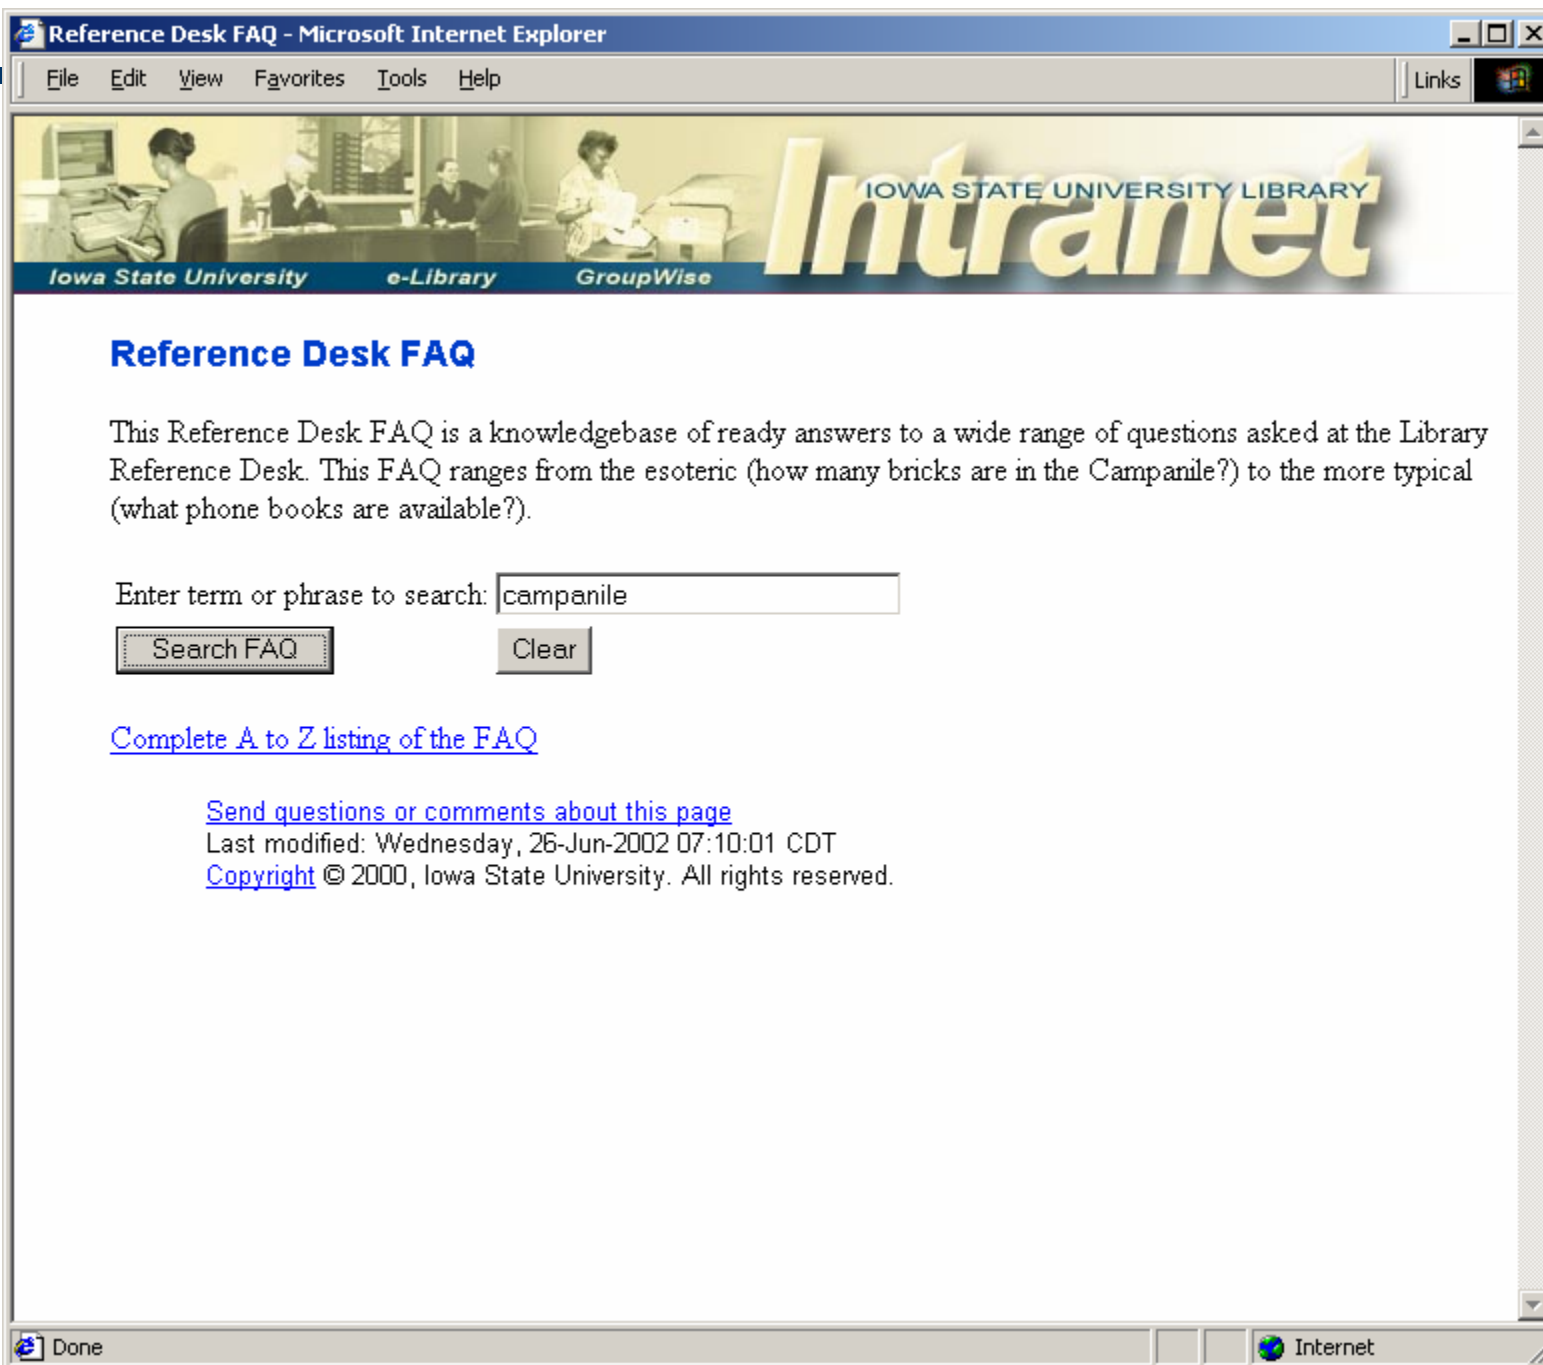 Reference Desk FAQ - Microsoft Internet Explorer
File Edit View Favorites Tools Help Links
Intranet
IOWA STATE UNIVERSITY LIBRARY
Iowa State University e-Library GroupWise
Reference Desk FAQ
This Reference Desk FAQ is a knowledgebase of ready answers to a wide range of questions asked at the Library
Reference Desk. This FAQ ranges from the esoteric (how many bricks are in the Campanile?) to the more typical
(what phone books are available?).
Enter term or phrase to search: campanile
Search FAQ Clear
Complete A to Z listing of the FAQ
Send questions or comments about this page
Last modified: Wednesday, 26-Jun-2002 07:10:01 CDT
Copyright © 2000, Iowa State University. All rights reserved.
Done Internet